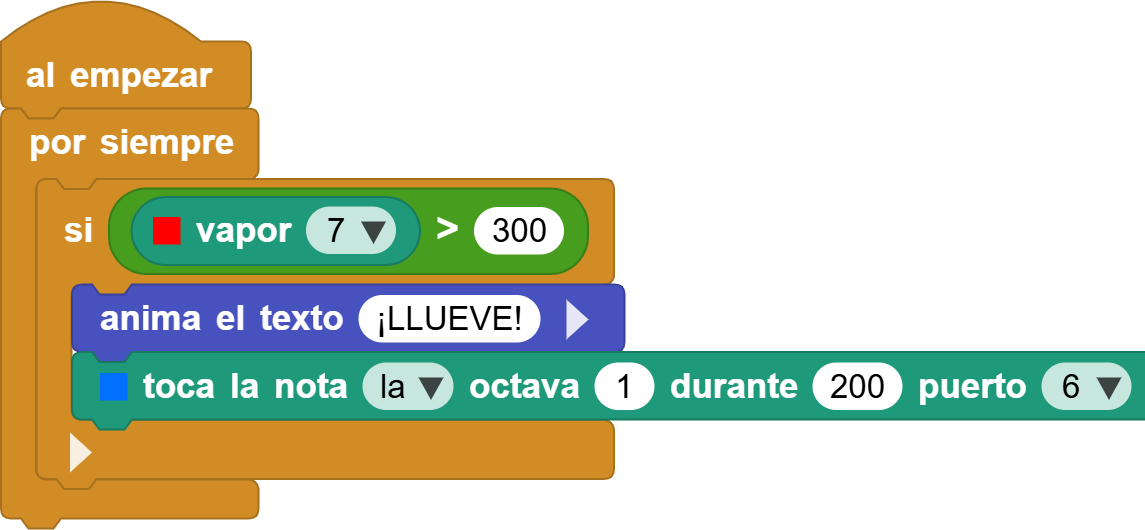 al empezar
por siempre
si vapor 7 > 300
anima el texto ¡LLUEVE!
toca la nota la octava 1 durante 200 puerto 6